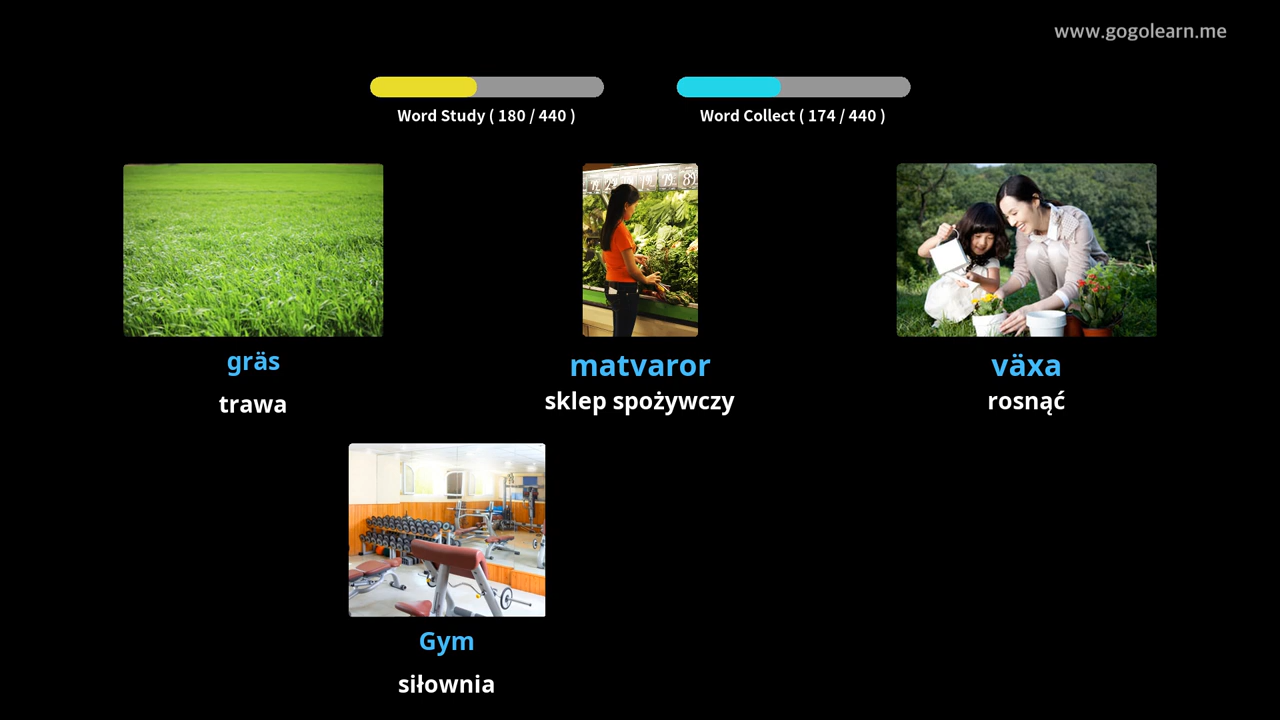 www.gogolearn.me
Word Study ( 180 / 440 )
Word Collect ( 174 / 440 )
gräs
trawa
matvaror
sklep spożywczy
växa
rosnąć
Gym
siłownia